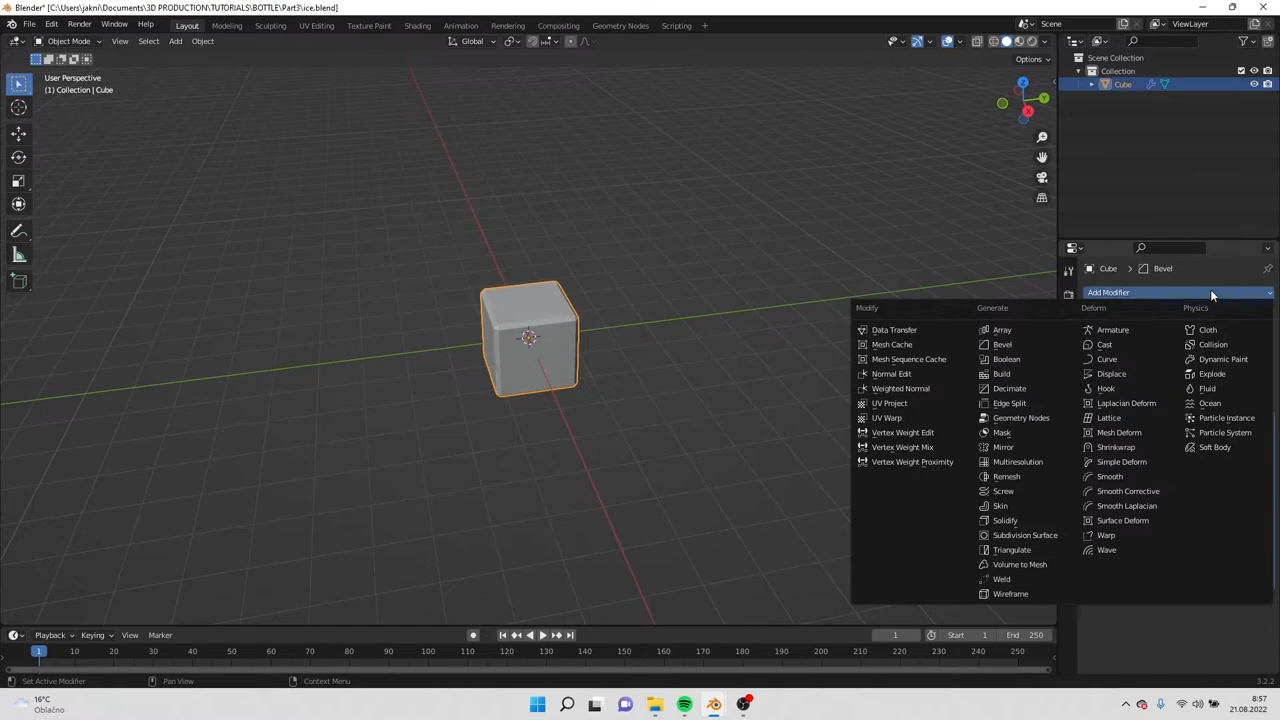 Blender* [C:\Users\jakni\Documents\3D PRODUCTION\TUTORIALS\BOTTLE\Part3\ice.blend]
File Edit Render Window Help Layout Modeling Sculpting UV Editing Texture Paint Shading Animation Rendering Compositing Geometry Nodes Scripting + Scene ViewLayer
Object Mode View Select Add Object Global
Options
User Perspective
(1) Collection | Cube
Z
Y
X
Scene Collection
Collection
Cube
Cube > Bevel
Add Modifier
Modify Generate Deform Physics
Data Transfer Array Armature Cloth
Mesh Cache Bevel Cast Collision
Mesh Sequence Cache Boolean Curve Dynamic Paint
Normal Edit Build Displace Explode
Weighted Normal Decimate Hook Fluid
UV Project Edge Split Laplacian Deform Ocean
UV Warp Geometry Nodes Lattice Particle Instance
Vertex Weight Edit Mask Mesh Deform Particle System
Vertex Weight Mix Mirror Shrinkwrap Soft Body
Vertex Weight Proximity Multiresolution Simple Deform
Remesh Smooth
Screw Smooth Corrective
Skin Smooth Laplacian
Solidify Surface Deform
Subdivision Surface Warp
Triangulate Wave
Volume to Mesh
Weld
Wireframe
Playback Keying View Marker 1 Start 1 End 250
1 10 20 30 40 50 60 70 80 90 100 110 120 130 140 150 160 170 180 190 200 210 220 230 240 250
Set Active Modifier Pan View Context Menu 3.2.2
16°C
Oblačno
8:57
21.08.2022